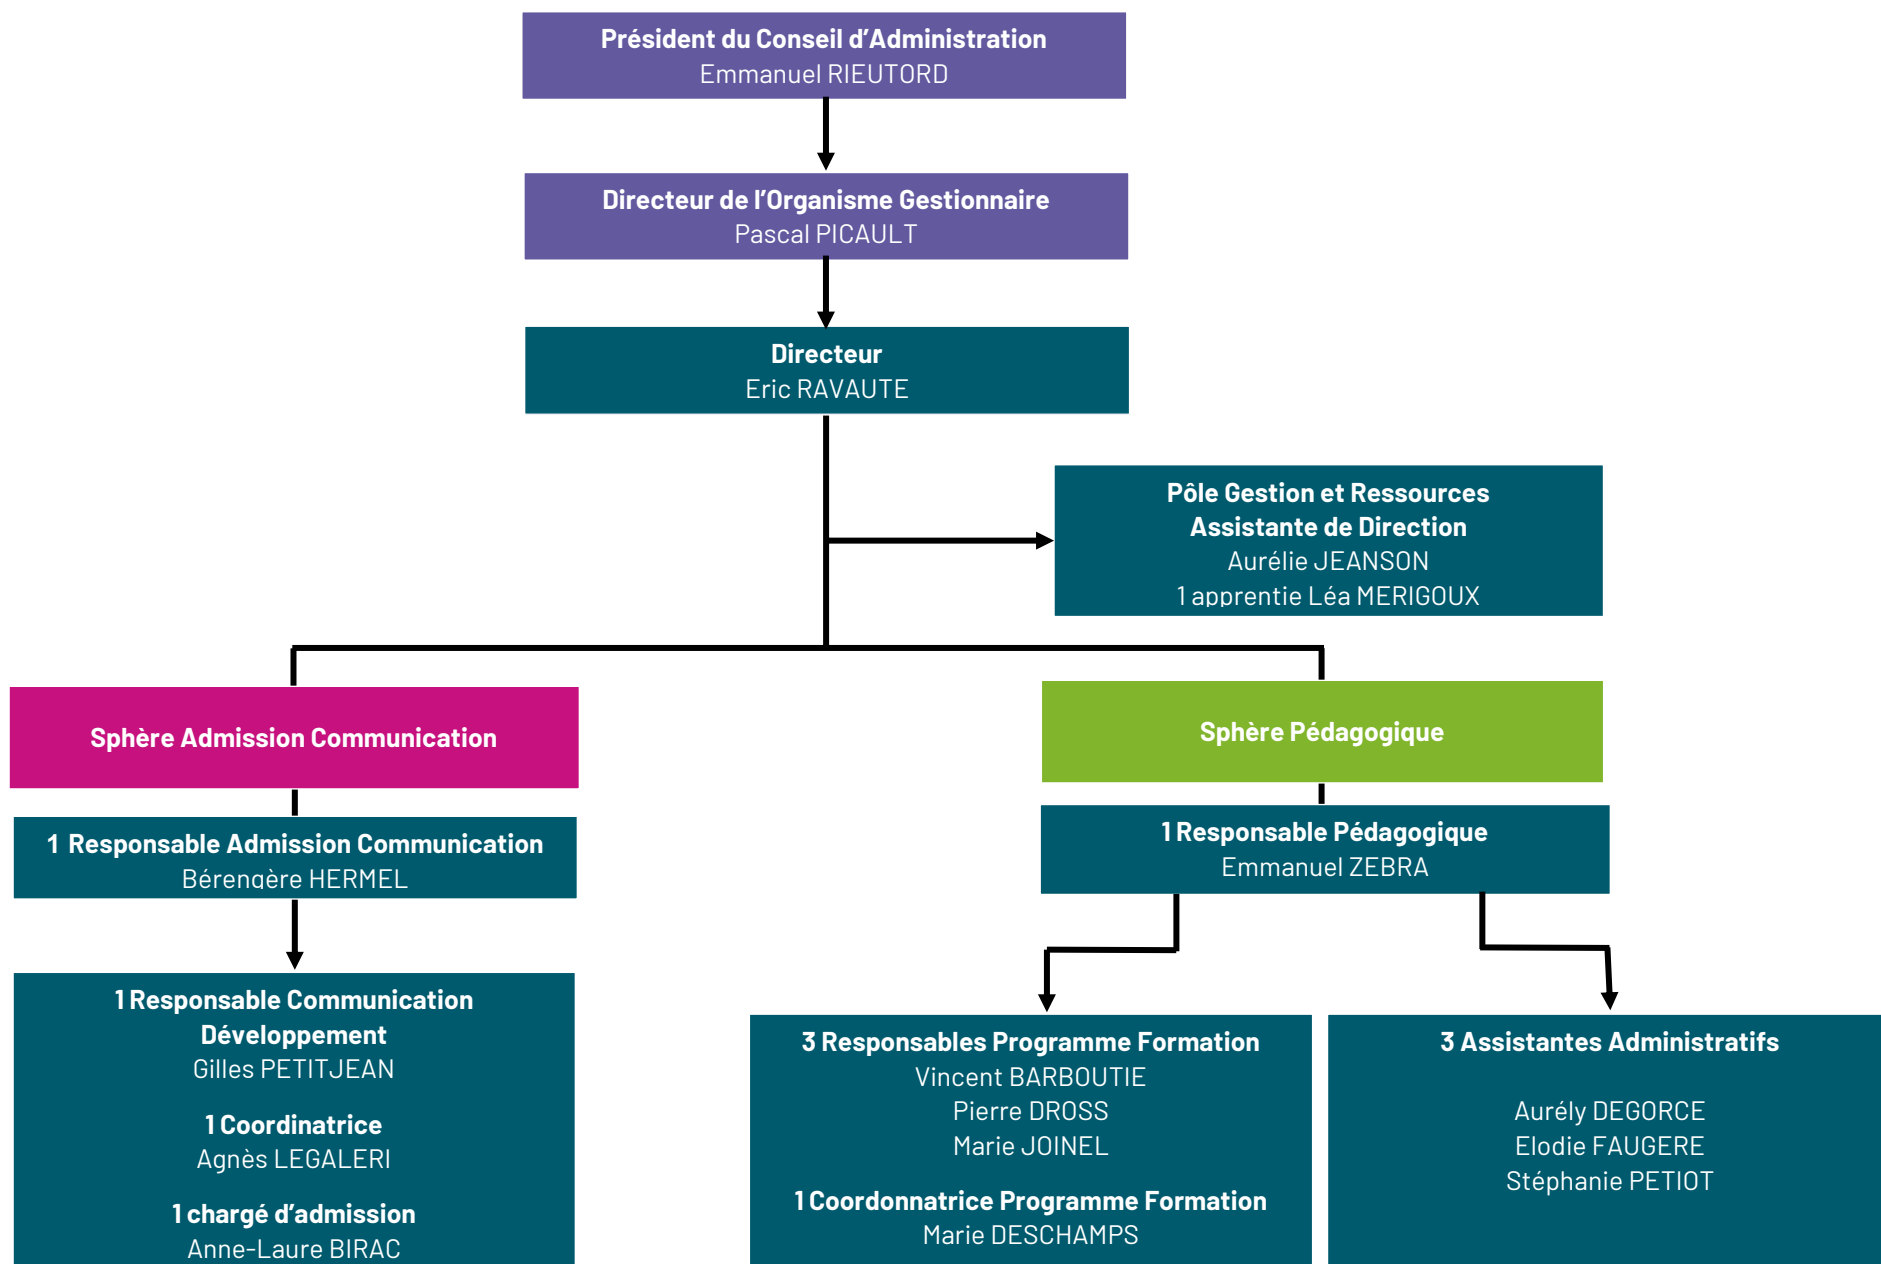 Président du Conseil d’Administration
Emmanuel RIEUTORD
Directeur de l’Organisme Gestionnaire
Pascal PICAULT
Directeur
Eric RAVAUTE
Pôle Gestion et Ressources
Assistante de Direction
Aurélie JEANSON
1 apprentie Léa MERIGOUX
Sphère Admission Communication
1 Responsable Admission Communication
Bérengère HERMEL
1 Responsable Communication
Développement
Gilles PETITJEAN
1 Coordinatrice
Agnès LEGALERI
1 chargé d’admission
Anne-Laure BIRAC
Sphère Pédagogique
1 Responsable Pédagogique
Emmanuel ZEBRA
3 Responsables Programme Formation
Vincent BARBOUTIE
Pierre DROSS
Marie JOINEL
1 Coordonnatrice Programme Formation
Marie DESCHAMPS
3 Assistantes Administratifs
Aurély DEGORCE
Elodie FAUGERE
Stéphanie PETIOT